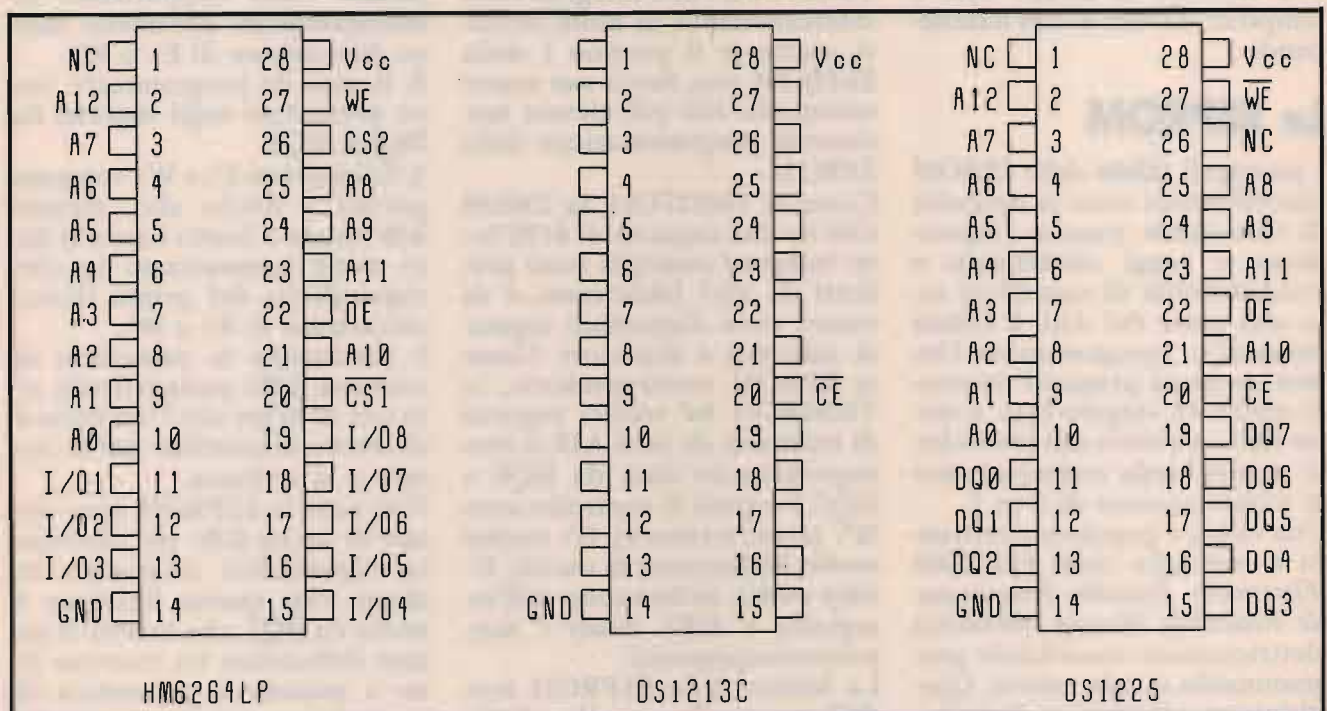 NC 1 28 Vcc
A12 2 27 W̅E̅
A7 3 26 CS2
A6 4 25 A8
A5 5 24 A9
A4 6 23 A11
A3 7 22 O̅E̅
A2 8 21 A10
A1 9 20 C̅S̅1̅
A0 10 19 I/O8
I/O1 11 18 I/O7
I/O2 12 17 I/O6
I/O3 13 16 I/O5
GND 14 15 I/O4
HM6264LP
1 28 Vcc
2 27
3 26
4 25
5 24
6 23
7 22
8 21
9 20 C̅E̅
10 19
11 18
12 17
13 16
GND 14 15
DS1213C
NC 1 28 Vcc
A12 2 27 W̅E̅
A7 3 26 NC
A6 4 25 A8
A5 5 24 A9
A4 6 23 A11
A3 7 22 O̅E̅
A2 8 21 A10
A1 9 20 C̅E̅
A0 10 19 DQ7
DQ0 11 18 DQ6
DQ1 12 17 DQ5
DQ2 13 16 DQ4
GND 14 15 DQ3
DS1225